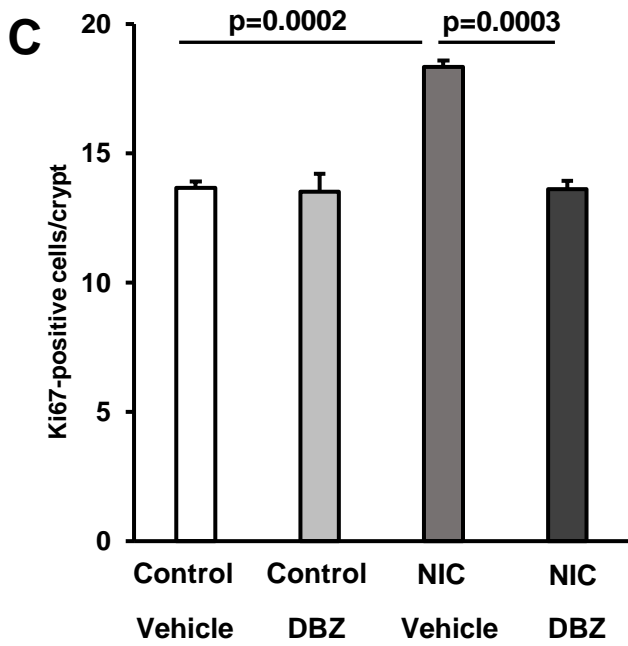 C
p=0.0002 p=0.0003
Ki67-positive cells/crypt
20
15
10
5
0
Control Control NIC NIC
Vehicle DBZ Vehicle DBZ